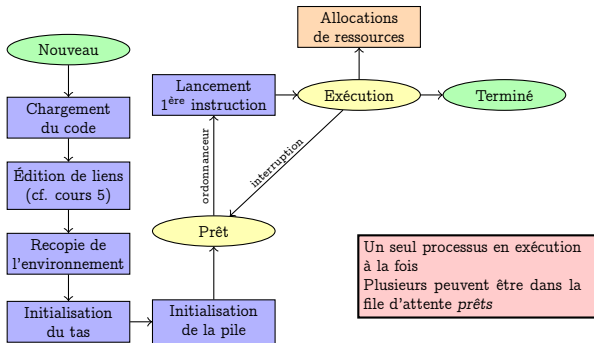 Nouveau
Chargement
du code
Édition de liens
(cf. cours 5)
Recopie de
l'environnement
Initialisation
du tas
Initialisation
de la pile
Prêt
ordonnanceur
interruption
Lancement
1ère instruction
Exécution
Allocations
de ressources
Terminé
Un seul processus en exécution
à la fois
Plusieurs peuvent être dans la
file d'attente prêts